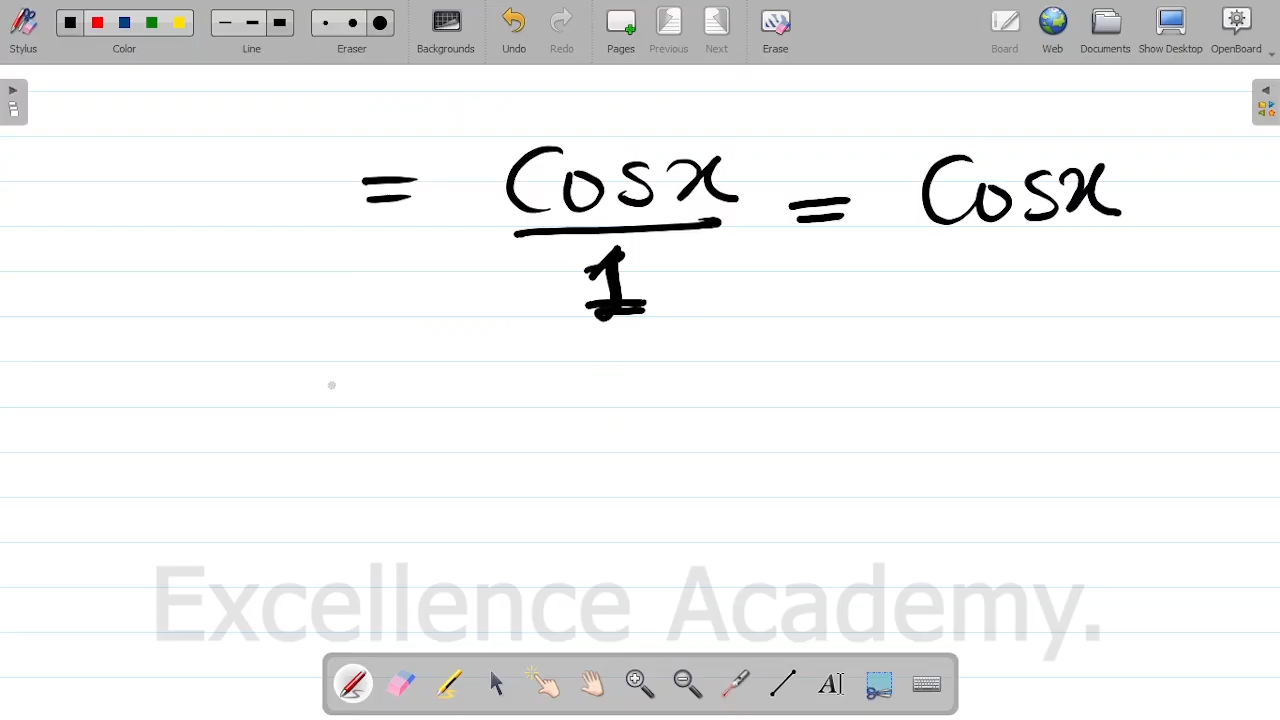 Stylus Color Line Eraser Backgrounds Undo Redo Pages Previous Next Erase Board Web Documents Show Desktop OpenBoard
= Cosx/1 = Cosx
Excellence Academy.